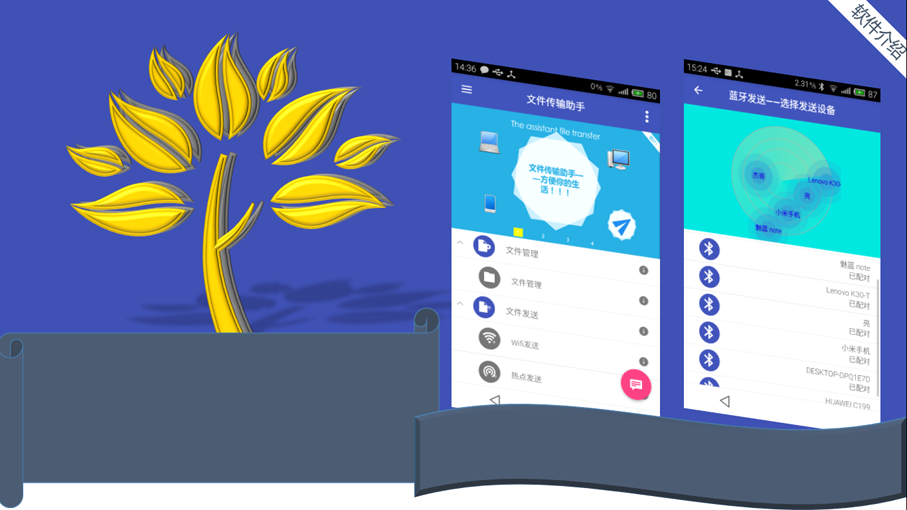 软件介绍
14:36
0%
80
文件传输助手
The assistant file transfer
文件传输助手—
—方便你的生
活！！！
2
3
4
文件管理
文件管理
文件发送
Wifi发送
热点发送
15:24
2.31%
87
蓝牙发送——选择发送设备
Lenovo K30-
亮
小米手机
魅蓝 note
魅蓝 note
已配对
Lenovo K30-T
已配对
亮
已配对
小米手机
已配对
DESKTOP-DPQ1E7D
已配对
HUAWEI C199